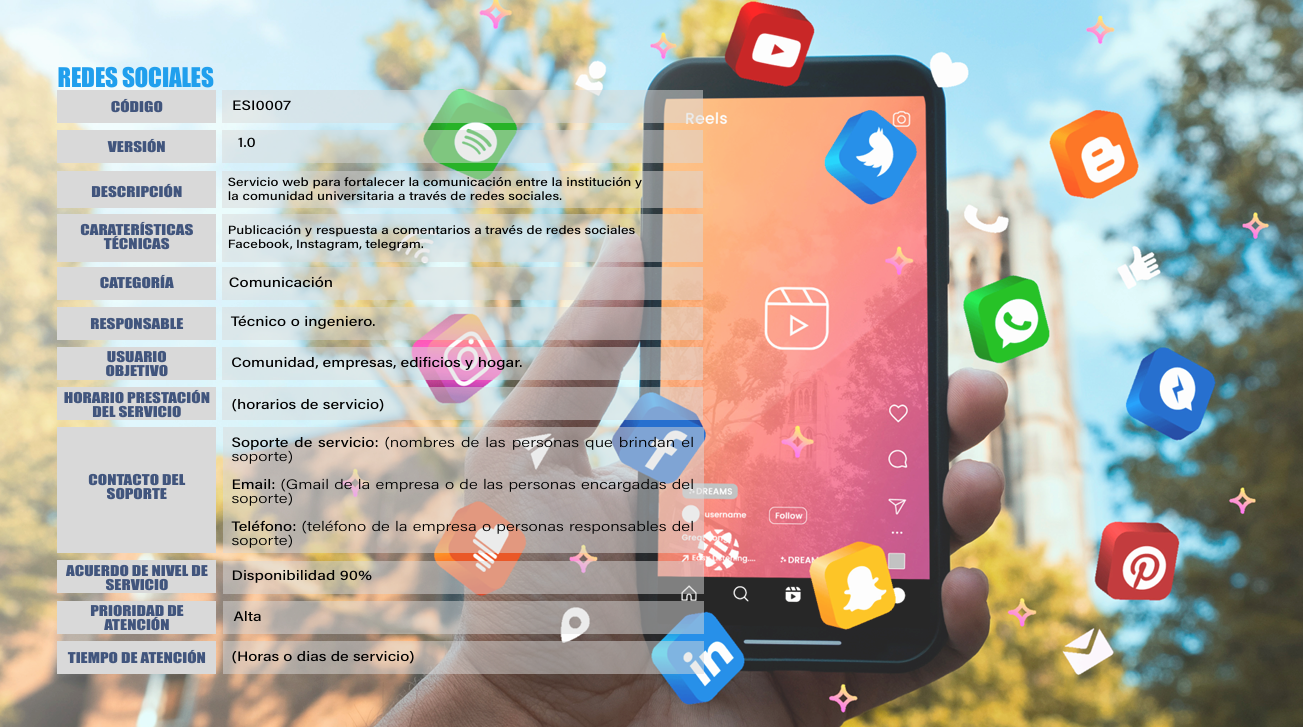 REDES SOCIALES
CÓDIGO
ESI0007
VERSIÓN
1.0
DESCRIPCIÓN
Servicio web para fortalecer la comunicación entre la institución y
la comunidad universitaria a través de redes sociales.
CARATERÍSTICAS
TÉCNICAS
Publicación y respuesta a comentarios a través de redes sociales
Facebook, Instagram, telegram.
CATEGORÍA
Comunicación
RESPONSABLE
Técnico o ingeniero.
USUARIO
OBJETIVO
Comunidad, empresas, edificios y hogar.
HORARIO PRESTACIÓN
DEL SERVICIO
(horarios de servicio)
CONTACTO DEL
SOPORTE
Soporte de servicio: (nombres de las personas que brindan el
soporte)
Email: (Gmail de la empresa o de las personas encargadas del
soporte)
Teléfono: (teléfono de la empresa o personas responsables del
soporte)
ACUERDO DE NIVEL DE
SERVICIO
Disponibilidad 90%
PRIORIDAD DE
ATENCIÓN
Alta
TIEMPO DE ATENCIÓN
(Horas o dias de servicio)
Reels
DREAMS
username
Follow
DREAM
in